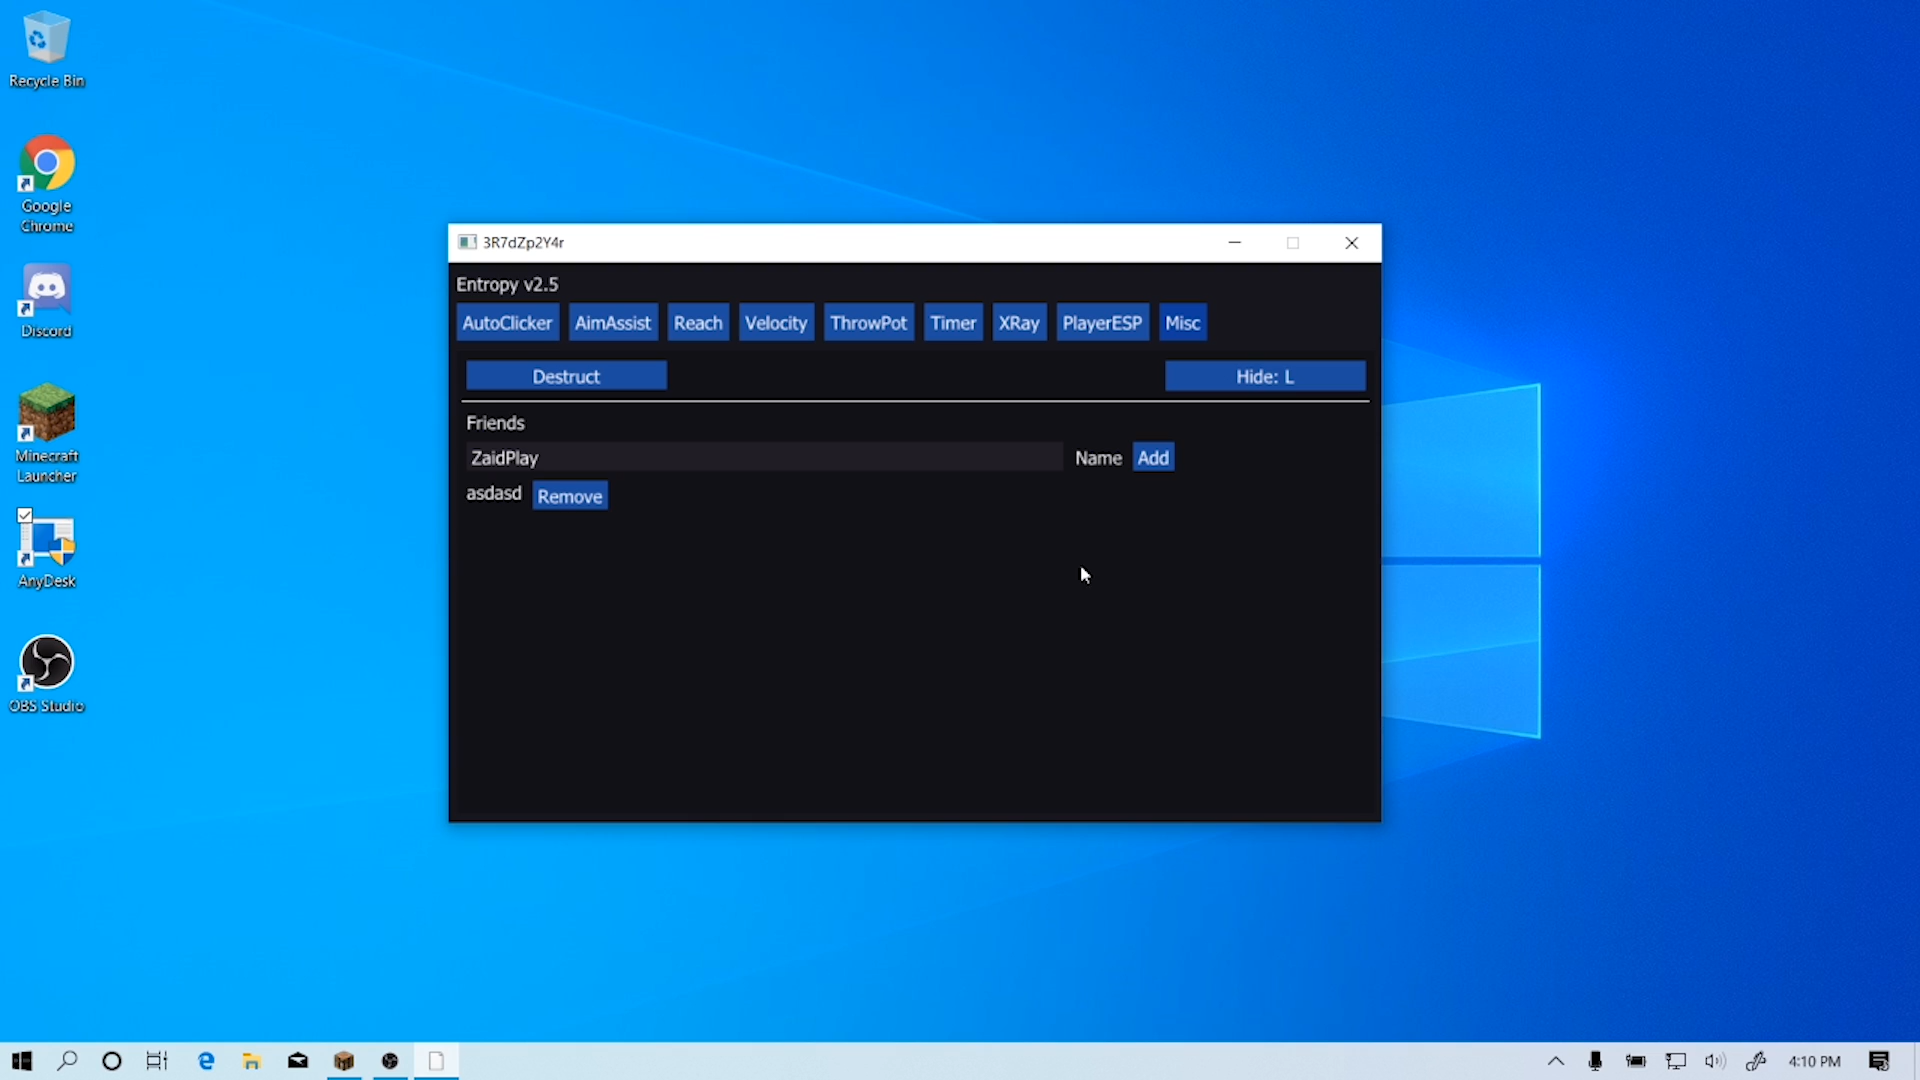 Recycle Bin
Google
Chrome
Discord
Minecraft
Launcher
AnyDesk
OBS Studio
3R7dZp2Y4r
Entropy v2.5
AutoClicker AimAssist Reach Velocity ThrowPot Timer XRay PlayerESP Misc
Destruct Hide: L
Friends
ZaidPlay Name Add
asdasd Remove
4:10 PM